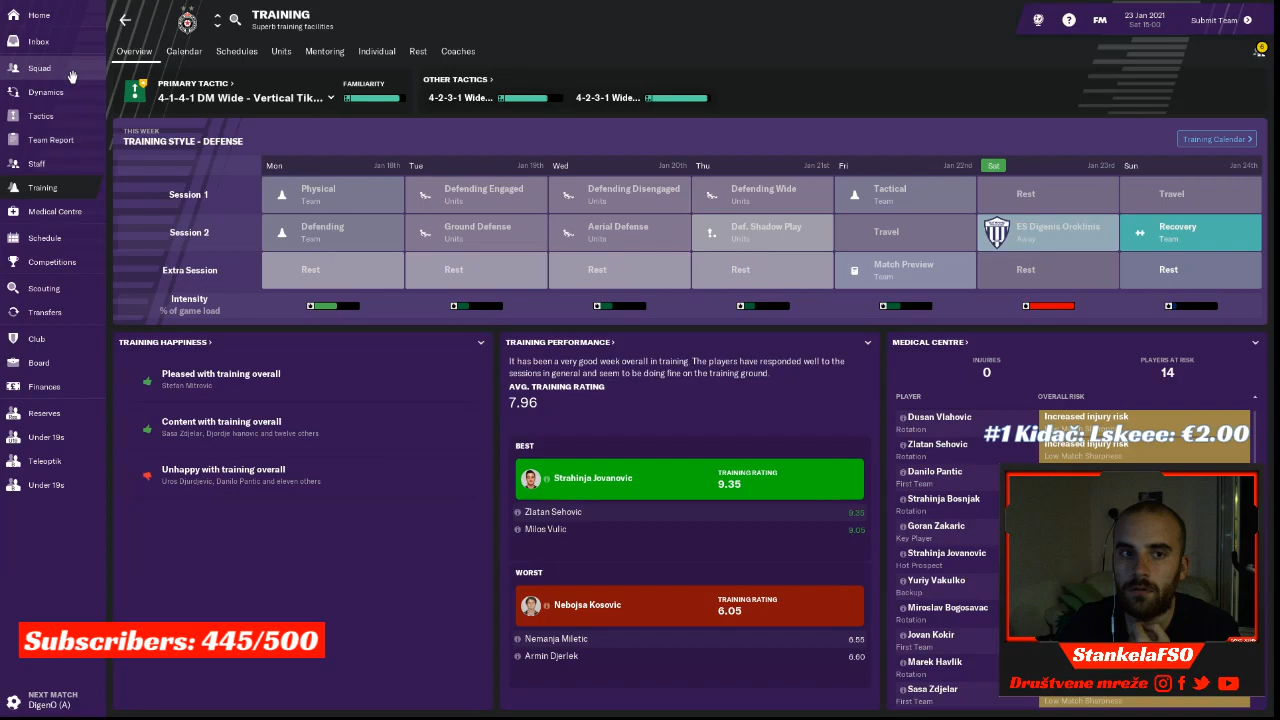 Home
Inbox
Squad
Dynamics
Tactics
Team Report
Staff
Training
Medical Centre
Schedule
Competitions
Scouting
Transfers
Club
Board
Finances
Reserves
Under 19s
Teleoptik
Under 19s
NEXT MATCH
DigenO (A)
TRAINING
Superb training facilities
FM
23 Jan 2021
Sat 15:00
Submit Team
Overview Calendar Schedules Units Mentoring Individual Rest Coaches
6
PRIMARY TACTIC
4-1-4-1 DM Wide - Vertical Tik...
FAMILIARITY
OTHER TACTICS
4-2-3-1 Wide...
4-2-3-1 Wide...
THIS WEEK
TRAINING STYLE - DEFENSE
Training Calendar
Mon Jan 18th Tue Jan 19th Wed Jan 20th Thu Jan 21st Fri Jan 22nd Sat Jan 23rd Sun Jan 24th
Session 1
Physical
Team
Defending Engaged
Units
Defending Disengaged
Units
Defending Wide
Units
Tactical
Team
Rest
Travel
Session 2
Defending
Team
Ground Defense
Units
Aerial Defense
Units
Def. Shadow Play
Units
Travel
ES Digenis Oroklinis
Away
Recovery
Team
Extra Session
Rest
Rest
Rest
Rest
Match Preview
Team
Rest
Rest
Intensity
% of game load
TRAINING HAPPINESS
Pleased with training overall
Stefan Mitrovic
Content with training overall
Sasa Zdjelar, Djordje Ivanovic and twelve others
Unhappy with training overall
Uros Djurdjevic, Danilo Pantic and eleven others
TRAINING PERFORMANCE
It has been a very good week overall in training. The players have responded well to the
sessions in general and seem to be doing fine on the training ground.
AVG. TRAINING RATING
7.96
BEST
Strahinja Jovanovic
TRAINING RATING
9.35
Zlatan Sehovic 9.35
Milos Vulic 9.05
WORST
Nebojsa Kosovic
TRAINING RATING
6.05
Nemanja Miletic 6.55
Armin Djerlek 6.60
MEDICAL CENTRE
INJURIES
0
PLAYERS AT RISK
14
PLAYER OVERALL RISK
Dusan Vlahovic
Rotation
Increased injury risk
Zlatan Sehovic
Rotation
Increased injury risk
Low Match Sharpness
Danilo Pantic
First Team
Strahinja Bosnjak
Rotation
Goran Zakaric
Key Player
Strahinja Jovanovic
Hot Prospect
Yuriy Vakulko
Backup
Miroslav Bogosavac
Rotation
Jovan Kokir
First Team
Marek Havlik
Rotation
Sasa Zdjelar
First Team
Low Match Sharpness
#1 Kidač: Lskeee: €2.00
Subscribers: 445/500
StankelaFSO
Društvene mreže